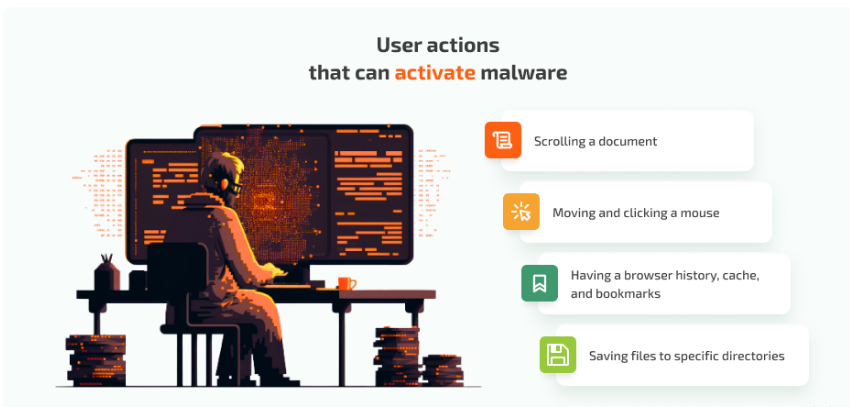 User actions
that can activate malware
Scrolling a document
Moving and clicking a mouse
Having a browser history, cache,
and bookmarks
Saving files to specific directories